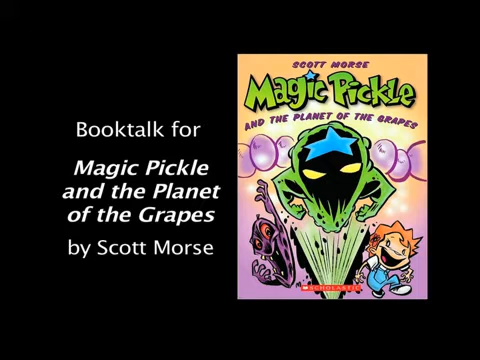 Booktalk for
Magic Pickle
and the Planet
of the Grapes
by Scott Morse
SCOTT MORSE
Magic Pickle
AND THE PLANET OF THE GRAPES
SCHOLASTIC